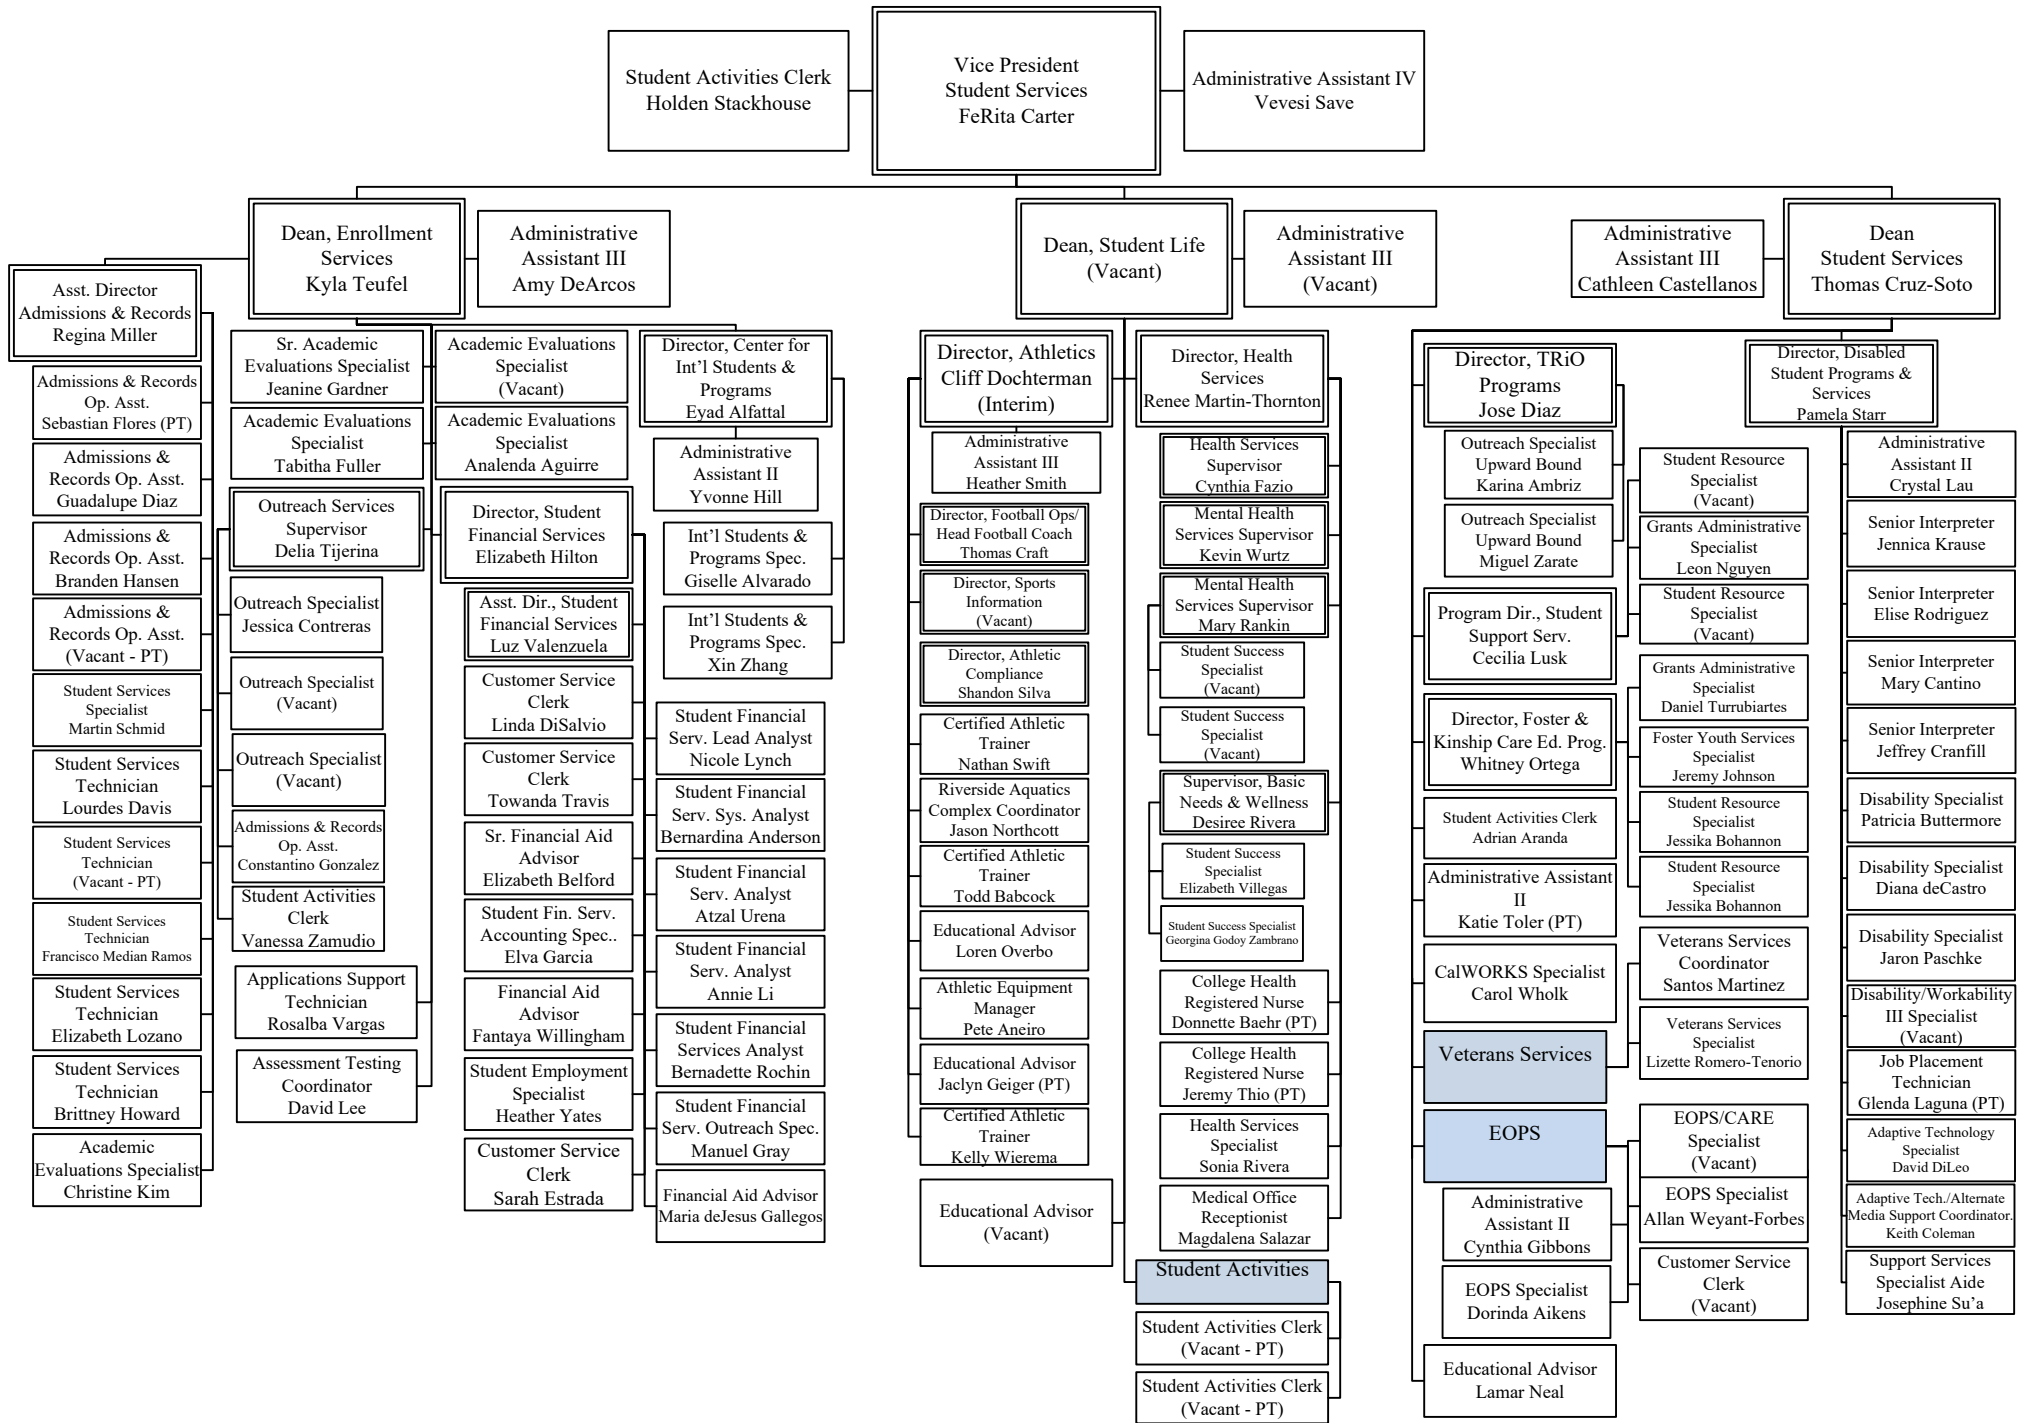 Student Activities Clerk
Holden Stackhouse
Vice President
Student Services
FeRita Carter
Administrative Assistant IV
Vevesi Save
Dean, Enrollment
Services
Kyla Teufel
Administrative
Assistant III
Amy DeArcos
Dean, Student Life
(Vacant)
Administrative
Assistant III
(Vacant)
Administrative
Assistant III
Cathleen Castellanos
Dean
Student Services
Thomas Cruz-Soto
Asst. Director
Admissions & Records
Regina Miller
Admissions & Records
Op. Asst.
Sebastian Flores (PT)
Admissions &
Records Op. Asst.
Guadalupe Diaz
Admissions &
Records Op. Asst.
Branden Hansen
Admissions &
Records Op. Asst.
(Vacant - PT)
Student Services
Specialist
Martin Schmid
Student Services
Technician
Lourdes Davis
Student Services
Technician
(Vacant - PT)
Student Services
Technician
Francisco Median Ramos
Student Services
Technician
Elizabeth Lozano
Student Services
Technician
Brittney Howard
Academic
Evaluations Specialist
Christine Kim
Sr. Academic
Evaluations Specialist
Jeanine Gardner
Academic Evaluations
Specialist
Tabitha Fuller
Outreach Services
Supervisor
Delia Tijerina
Outreach Specialist
Jessica Contreras
Outreach Specialist
(Vacant)
Outreach Specialist
(Vacant)
Admissions & Records
Op. Asst.
Constantino Gonzalez
Student Activities
Clerk
Vanessa Zamudio
Applications Support
Technician
Rosalba Vargas
Assessment Testing
Coordinator
David Lee
Academic Evaluations
Specialist
(Vacant)
Academic Evaluations
Specialist
Analenda Aguirre
Director, Student
Financial Services
Elizabeth Hilton
Asst. Dir., Student
Financial Services
Luz Valenzuela
Customer Service
Clerk
Linda DiSalvio
Customer Service
Clerk
Towanda Travis
Sr. Financial Aid
Advisor
Elizabeth Belford
Student Fin. Serv.
Accounting Spec..
Elva Garcia
Financial Aid
Advisor
Fantaya Willingham
Student Employment
Specialist
Heather Yates
Customer Service
Clerk
Sarah Estrada
Director, Center for
Int'l Students &
Programs
Eyad Alfattal
Administrative
Assistant II
Yvonne Hill
Int'l Students &
Programs Spec.
Giselle Alvarado
Int'l Students &
Programs Spec.
Xin Zhang
Student Financial
Serv. Lead Analyst
Nicole Lynch
Student Financial
Serv. Sys. Analyst
Bernardina Anderson
Student Financial
Serv. Analyst
Atzal Urena
Student Financial
Serv. Analyst
Annie Li
Student Financial
Services Analyst
Bernadette Rochin
Student Financial
Serv. Outreach Spec.
Manuel Gray
Financial Aid Advisor
Maria deJesus Gallegos
Director, Athletics
Cliff Dochterman
(Interim)
Administrative
Assistant III
Heather Smith
Director, Football Ops/
Head Football Coach
Thomas Craft
Director, Sports
Information
(Vacant)
Director, Athletic
Compliance
Shandon Silva
Certified Athletic
Trainer
Nathan Swift
Riverside Aquatics
Complex Coordinator
Jason Northcott
Certified Athletic
Trainer
Todd Babcock
Educational Advisor
Loren Overbo
Athletic Equipment
Manager
Pete Aneiro
Educational Advisor
Jaclyn Geiger (PT)
Certified Athletic
Trainer
Kelly Wierema
Educational Advisor
(Vacant)
Director, Health
Services
Renee Martin-Thornton
Health Services
Supervisor
Cynthia Fazio
Mental Health
Services Supervisor
Kevin Wurtz
Mental Health
Services Supervisor
Mary Rankin
Student Success
Specialist
(Vacant)
Student Success
Specialist
(Vacant)
Supervisor, Basic
Needs & Wellness
Desiree Rivera
Student Success
Specialist
Elizabeth Villegas
Student Success Specialist
Georgina Godoy Zambrano
College Health
Registered Nurse
Donnette Baehr (PT)
College Health
Registered Nurse
Jeremy Thio (PT)
Health Services
Specialist
Sonia Rivera
Medical Office
Receptionist
Magdalena Salazar
Student Activities
Student Activities Clerk
(Vacant - PT)
Student Activities Clerk
(Vacant - PT)
Director, TRiO
Programs
Jose Diaz
Outreach Specialist
Upward Bound
Karina Ambriz
Outreach Specialist
Upward Bound
Miguel Zarate
Program Dir., Student
Support Serv.
Cecilia Lusk
Director, Foster &
Kinship Care Ed. Prog.
Whitney Ortega
Student Activities Clerk
Adrian Aranda
Administrative Assistant
II
Katie Toler (PT)
CalWORKS Specialist
Carol Wholk
Veterans Services
EOPS
Administrative
Assistant II
Cynthia Gibbons
EOPS Specialist
Dorinda Aikens
Educational Advisor
Lamar Neal
Student Resource
Specialist
(Vacant)
Grants Administrative
Specialist
Leon Nguyen
Student Resource
Specialist
(Vacant)
Grants Administrative
Specialist
Daniel Turrubiartes
Foster Youth Services
Specialist
Jeremy Johnson
Student Resource
Specialist
Jessika Bohannon
Student Resource
Specialist
Jessika Bohannon
Veterans Services
Coordinator
Santos Martinez
Veterans Services
Specialist
Lizette Romero-Tenorio
EOPS/CARE
Specialist
(Vacant)
EOPS Specialist
Allan Weyant-Forbes
Customer Service
Clerk
(Vacant)
Director, Disabled
Student Programs &
Services
Pamela Starr
Administrative
Assistant II
Crystal Lau
Senior Interpreter
Jennica Krause
Senior Interpreter
Elise Rodriguez
Senior Interpreter
Mary Cantino
Senior Interpreter
Jeffrey Cranfill
Disability Specialist
Patricia Buttermore
Disability Specialist
Diana deCastro
Disability Specialist
Jaron Paschke
Disability/Workability
III Specialist
(Vacant)
Job Placement
Technician
Glenda Laguna (PT)
Adaptive Technology
Specialist
David DiLeo
Adaptive Tech./Alternate
Media Support Coordinator.
Keith Coleman
Support Services
Specialist Aide
Josephine Su'a